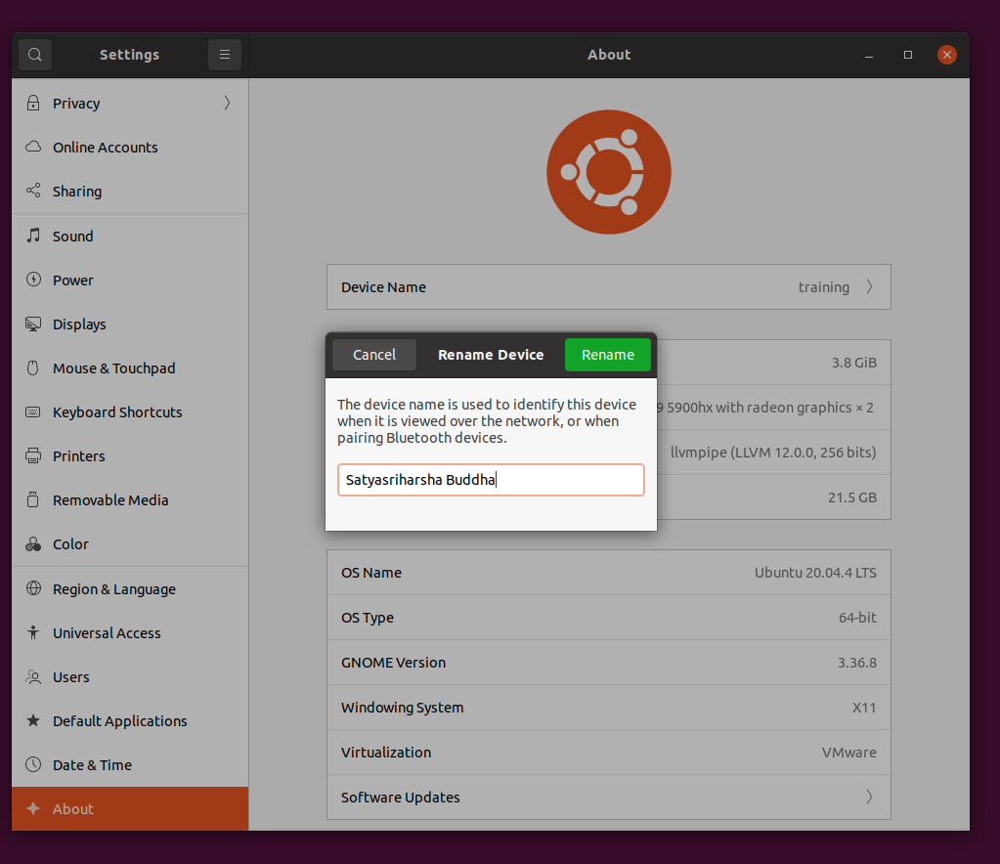 Settings
About
Privacy
Online Accounts
Sharing
Sound
Power
Displays
Mouse & Touchpad
Keyboard Shortcuts
Printers
Removable Media
Color
Region & Language
Universal Access
Users
Default Applications
Date & Time
About
Device Name training
Cancel Rename Device Rename
The device name is used to identify this device
when it is viewed over the network, or when
pairing Bluetooth devices.
Satyasriharsha Buddha
3.8 GiB
9 5900hx with radeon graphics × 2
llvmpipe (LLVM 12.0.0, 256 bits)
21.5 GB
OS Name Ubuntu 20.04.4 LTS
OS Type 64-bit
GNOME Version 3.36.8
Windowing System X11
Virtualization VMware
Software Updates